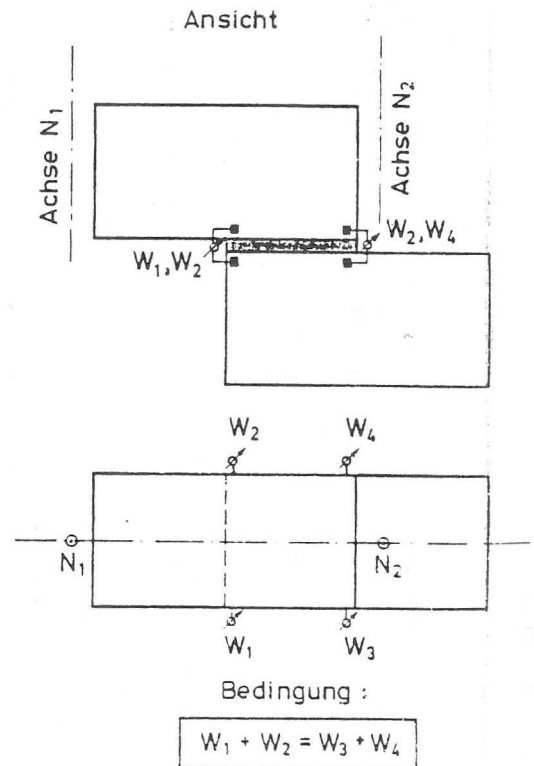 Ansicht
Achse N₁
Achse N₂
W₁,W₂
W₂,W₄
W₂
W₄
N₁
N₂
W₁
W₃
Bedingung :
W₁ + W₂ = W₃ + W₄